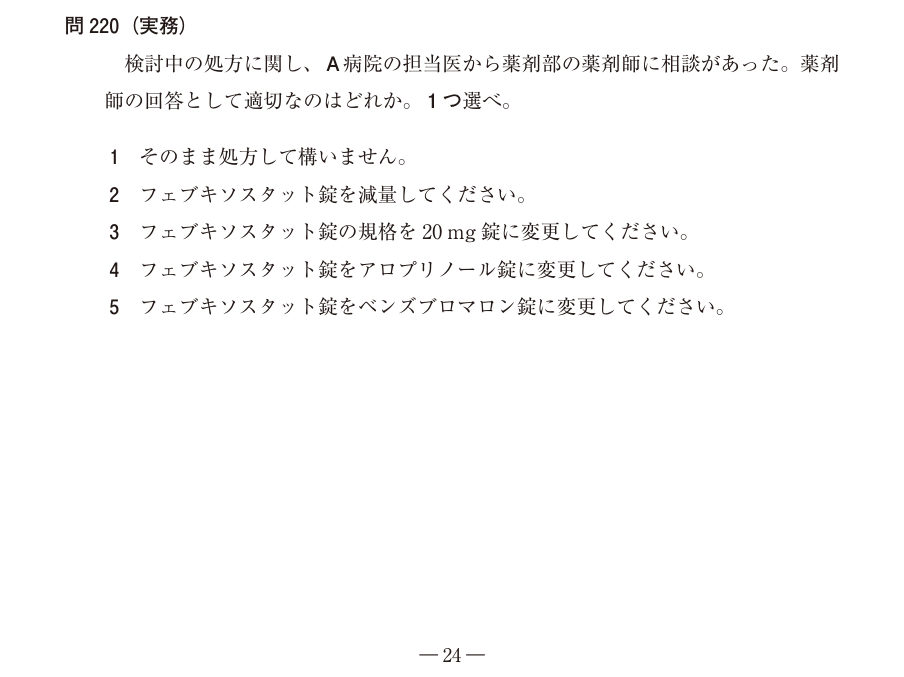 問 220（実務）
検討中の処方に関し、A病院の担当医から薬剤部の薬剤師に相談があった。薬剤
師の回答として適切なのはどれか。1つ選べ。
1　そのまま処方して構いません。
2　フェブキソスタット錠を減量してください。
3　フェブキソスタット錠の規格を 20 mg 錠に変更してください。
4　フェブキソスタット錠をアロプリノール錠に変更してください。
5　フェブキソスタット錠をベンズブロマロン錠に変更してください。
— 24 —